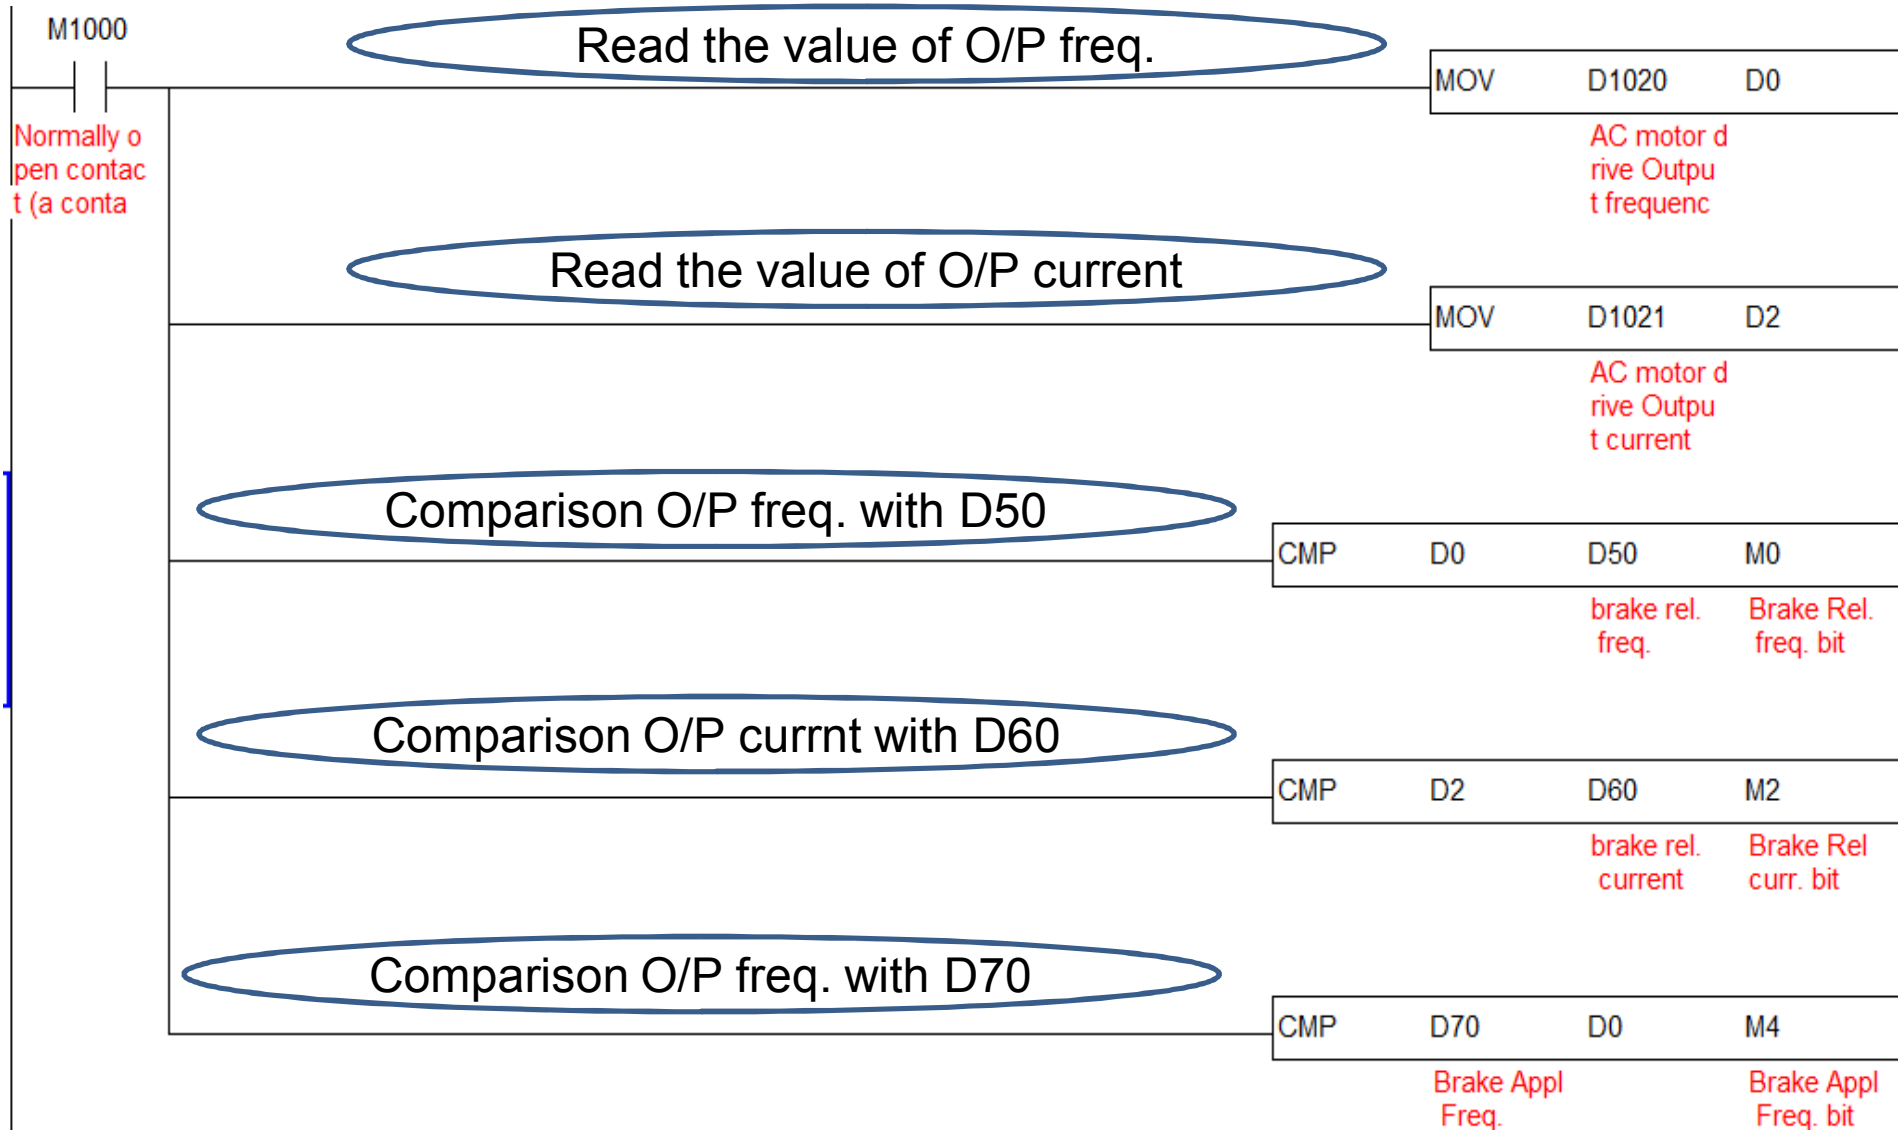 M1000
Read the value of O/P freq.
MOV D1020 D0
Normally o
pen contac
t (a conta
AC motor d
rive Outpu
t frequenc
Read the value of O/P current
MOV D1021 D2
AC motor d
rive Outpu
t current
Comparison O/P freq. with D50
CMP D0 D50 M0
brake rel. Brake Rel.
freq. freq. bit
Comparison O/P currnt with D60
CMP D2 D60 M2
brake rel. Brake Rel
current curr. bit
Comparison O/P freq. with D70
CMP D70 D0 M4
Brake Appl Brake Appl
Freq. Freq. bit